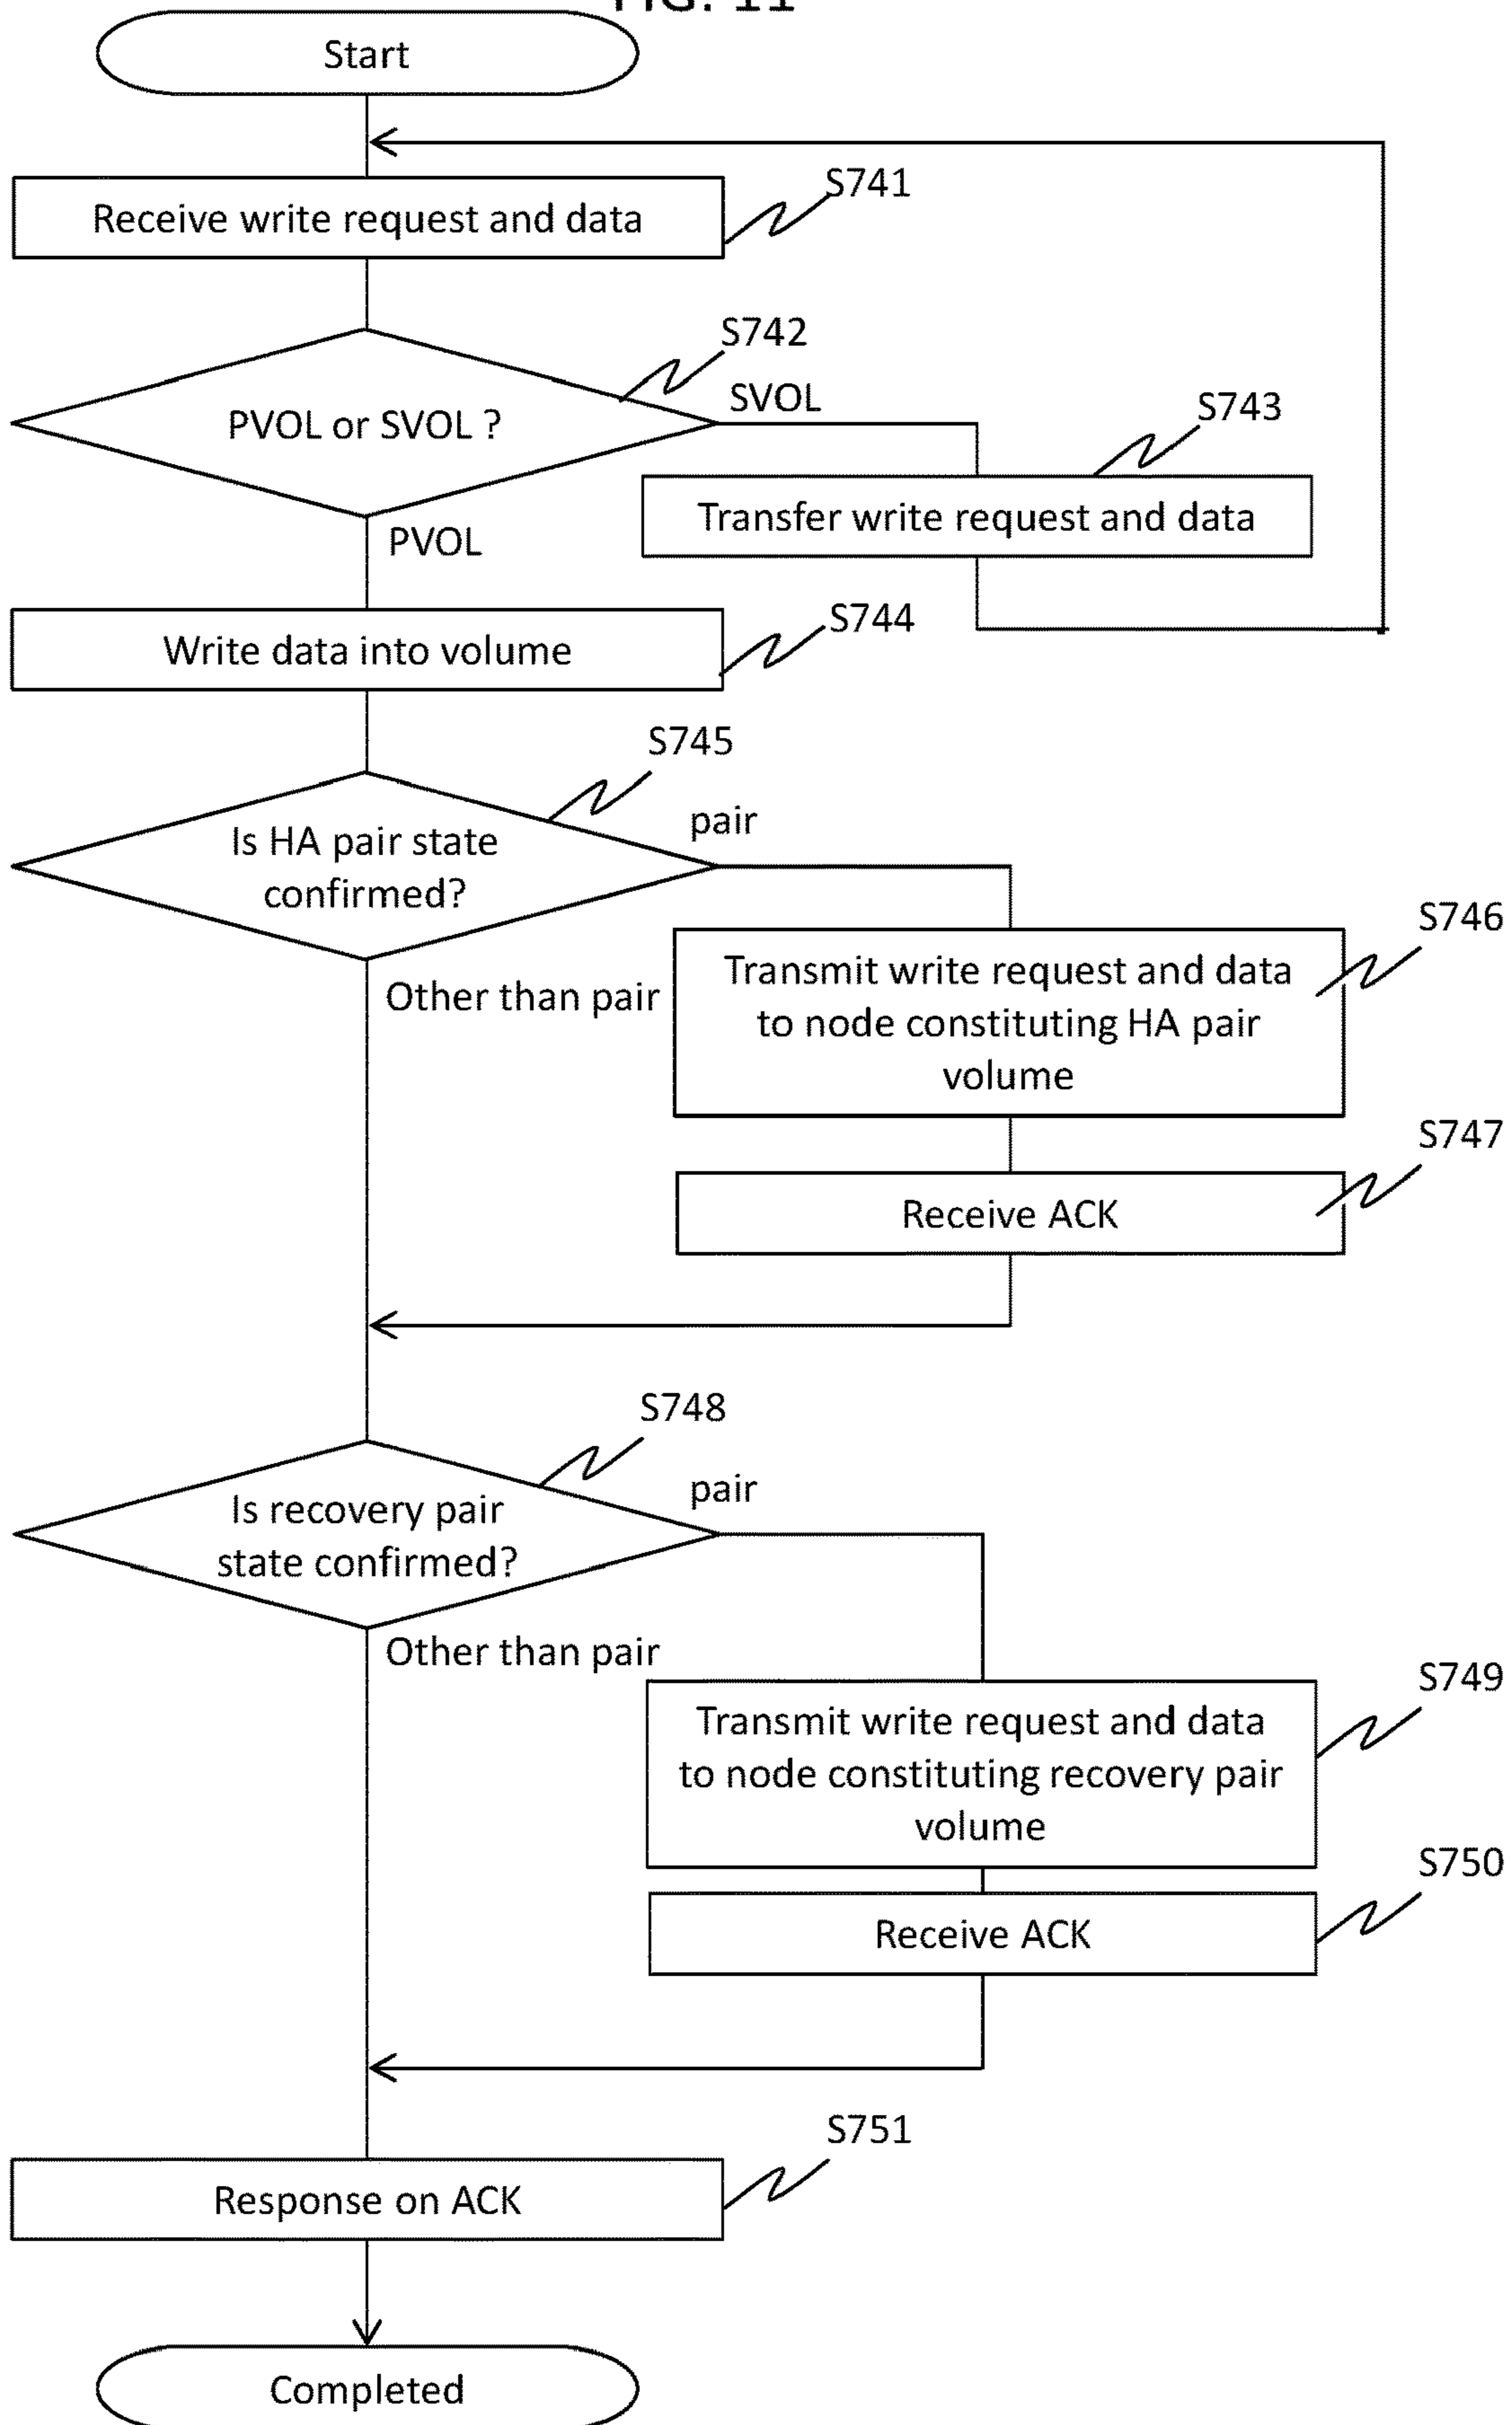 FIG. 11
Start
S741
Receive write request and data
S742
PVOL or SVOL ?
SVOL
S743
Transfer write request and data
PVOL
S744
Write data into volume
S745
Is HA pair state
confirmed?
pair
S746
Transmit write request and data
to node constituting HA pair
volume
Other than pair
S747
Receive ACK
S748
Is recovery pair
state confirmed?
pair
Other than pair
S749
Transmit write request and data
to node constituting recovery pair
volume
S750
Receive ACK
S751
Response on ACK
Completed